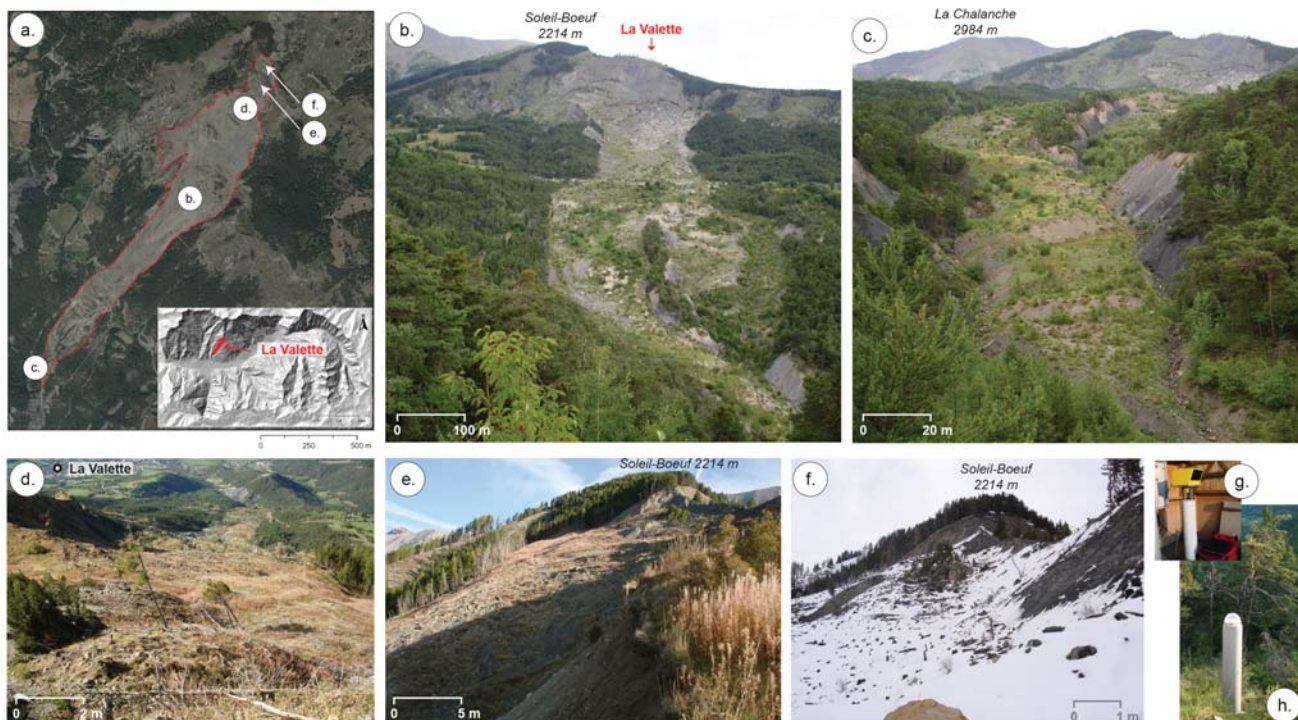 a.
f.
d.
e.
b.
La Valette
c.
0 250 500 m
b.
Soleil-Boeuf
2214 m
La Valette
0 100 m
c.
La Chalanche
2984 m
0 20 m
d.
La Valette
0 2 m
e.
Soleil-Boeuf 2214 m
0 5 m
f.
Soleil-Boeuf
2214 m
0 1 m
g.
h.